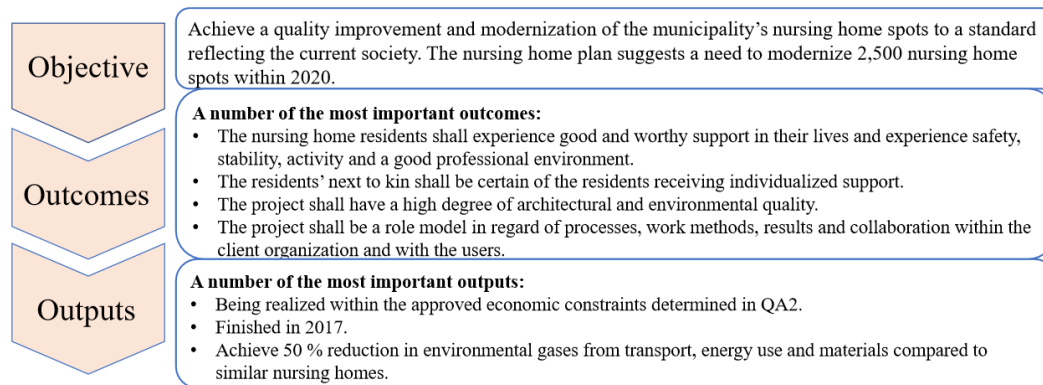 Objective
Achieve a quality improvement and modernization of the municipality's nursing home spots to a standard
reflecting the current society. The nursing home plan suggests a need to modernize 2,500 nursing home
spots within 2020.
Outcomes
A number of the most important outcomes:
• The nursing home residents shall experience good and worthy support in their lives and experience safety,
stability, activity and a good professional environment.
• The residents' next to kin shall be certain of the residents receiving individualized support.
• The project shall have a high degree of architectural and environmental quality.
• The project shall be a role model in regard of processes, work methods, results and collaboration within the
client organization and with the users.
Outputs
A number of the most important outputs:
• Being realized within the approved economic constraints determined in QA2.
• Finished in 2017.
• Achieve 50 % reduction in environmental gases from transport, energy use and materials compared to
similar nursing homes.